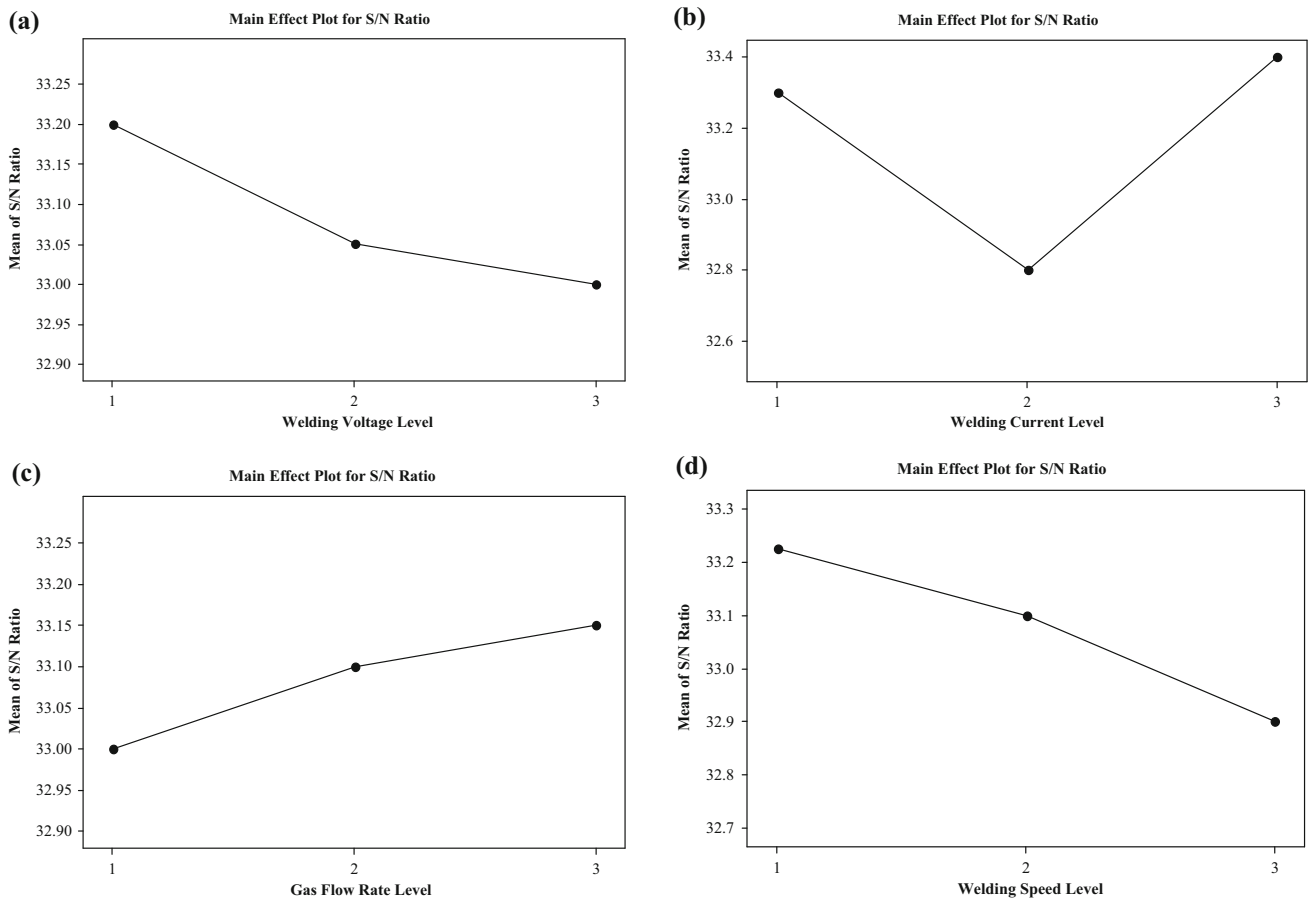 (a)
Main Effect Plot for S/N Ratio
33.25
33.20
33.15
33.10
33.05
33.00
32.95
32.90
Mean of S/N Ratio
1 2 3
Welding Voltage Level
(b)
Main Effect Plot for S/N Ratio
33.4
33.2
33.0
32.8
32.6
Mean of S/N Ratio
1 2 3
Welding Current Level
(c)
Main Effect Plot for S/N Ratio
33.25
33.20
33.15
33.10
33.05
33.00
32.95
32.90
Mean of S/N Ratio
1 2 3
Gas Flow Rate Level
(d)
Main Effect Plot for S/N Ratio
33.3
33.2
33.1
33.0
32.9
32.8
32.7
Mean of S/N Ratio
1 2 3
Welding Speed Level